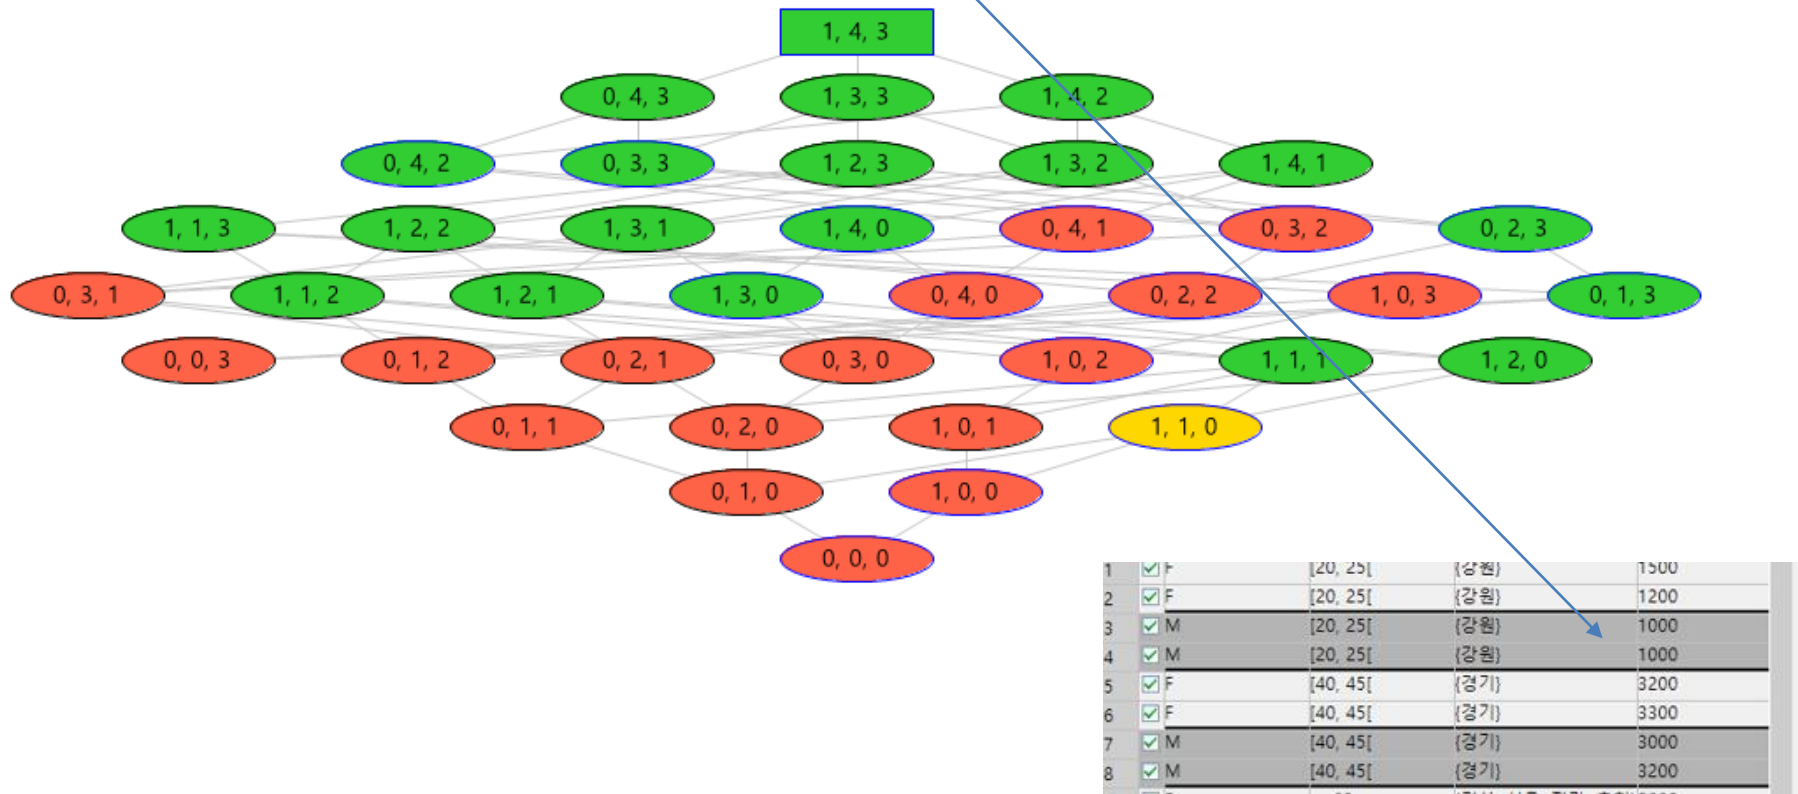 1, 4, 3
0, 4, 3 1, 3, 3 1, 4, 2
0, 4, 2 0, 3, 3 1, 2, 3 1, 3, 2 1, 4, 1
1, 1, 3 1, 2, 2 1, 3, 1 1, 4, 0 0, 4, 1 0, 3, 2 0, 2, 3
0, 3, 1 1, 1, 2 1, 2, 1 1, 3, 0 0, 4, 0 0, 2, 2 1, 0, 3 0, 1, 3
0, 0, 3 0, 1, 2 0, 2, 1 0, 3, 0 1, 0, 2 1, 1, 1 1, 2, 0
0, 1, 1 0, 2, 0 1, 0, 1 1, 1, 0
0, 1, 0 1, 0, 0
0, 0, 0
1 F [20, 25[ {강원} 1500
2 F [20, 25[ {강원} 1200
3 M [20, 25[ {강원} 1000
4 M [20, 25[ {강원} 1000
5 F [40, 45[ {경기} 3200
6 F [40, 45[ {경기} 3300
7 M [40, 45[ {경기} 3000
8 M [40, 45[ {경기} 3200